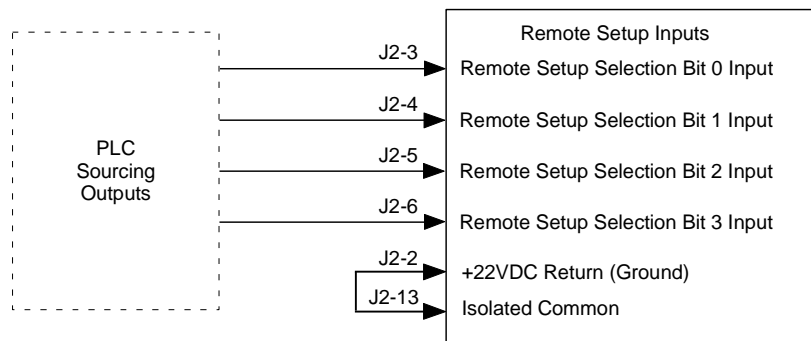 Remote Setup Inputs
J2-3
Remote Setup Selection Bit 0 Input
J2-4
Remote Setup Selection Bit 1 Input
PLC
Sourcing
Outputs
J2-5
Remote Setup Selection Bit 2 Input
J2-6
Remote Setup Selection Bit 3 Input
J2-2
+22VDC Return (Ground)
J2-13
Isolated Common